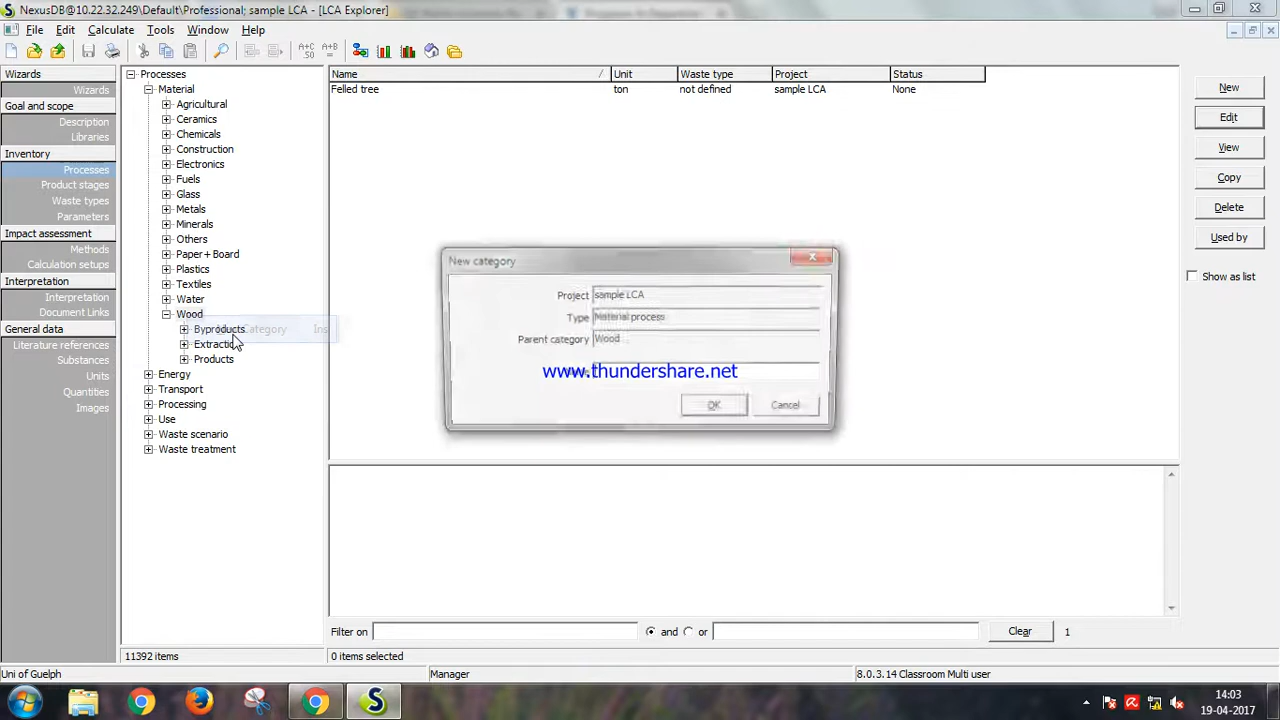 NexusDB@10.22.32.249\Default\Professional; sample LCA - [LCA Explorer]
File Edit Calculate Tools Window Help
A+C .50 A+B =
Wizards
Wizards
Goal and scope
Description
Libraries
Inventory
Processes
Product stages
Waste types
Parameters
Impact assessment
Methods
Calculation setups
Interpretation
Interpretation
Document Links
General data
Literature references
Substances
Units
Quantities
Images
Processes
Material
Agricultural
Ceramics
Chemicals
Construction
Electronics
Fuels
Glass
Metals
Minerals
Others
Paper+Board
Plastics
Textiles
Water
Wood
Byproducts Category Ins
Extraction
Products
Energy
Transport
Processing
Use
Waste scenario
Waste treatment
Name / Unit Waste type Project Status
Felled tree ton not defined sample LCA None
New
Edit
View
Copy
Delete
Used by
Show as list
New category
Project sample LCA
Type Material process
Parent category Wood
www.thundershare.net
OK Cancel
Filter on and or Clear 1
11392 items 0 items selected
Uni of Guelph Manager 8.0.3.14 Classroom Multi user
14:03
19-04-2017